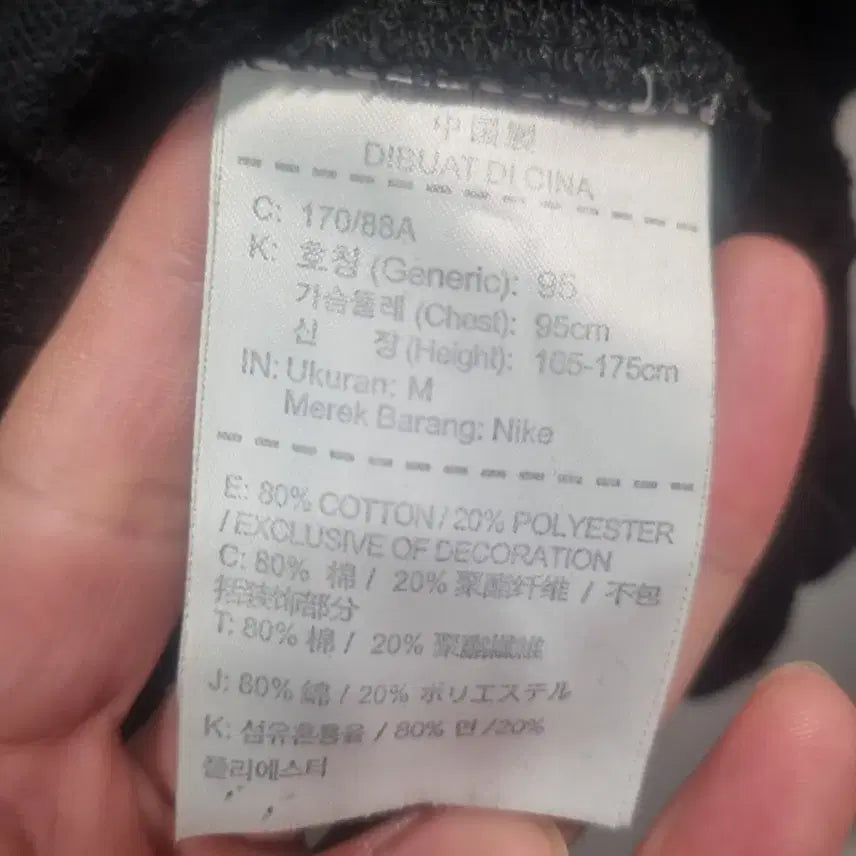 中国製
DIBUAT DI CINA
C: 170/88A
K: 호칭 (Generic): 95
가슴둘레 (Chest): 95cm
신 장 (Height): 165-175cm
IN: Ukuran: M
Merek Barang: Nike
E: 80% COTTON / 20% POLYESTER
/ EXCLUSIVE OF DECORATION
C: 80% 棉 / 20% 聚酯纤维 / 不包
括装饰部分
T: 80% 棉 / 20% 聚酯纖維
J: 80% 綿 / 20% ポリエステル
K: 섬유혼용율 / 80% 면 /20%
폴리에스터